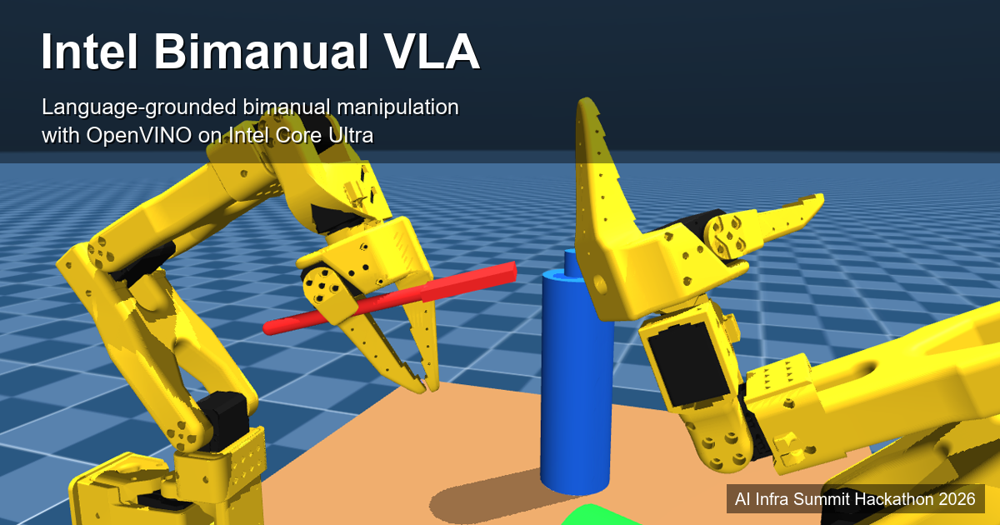 Intel Bimanual VLA
Language-grounded bimanual manipulation
with OpenVINO on Intel Core Ultra
AI Infra Summit Hackathon 2026